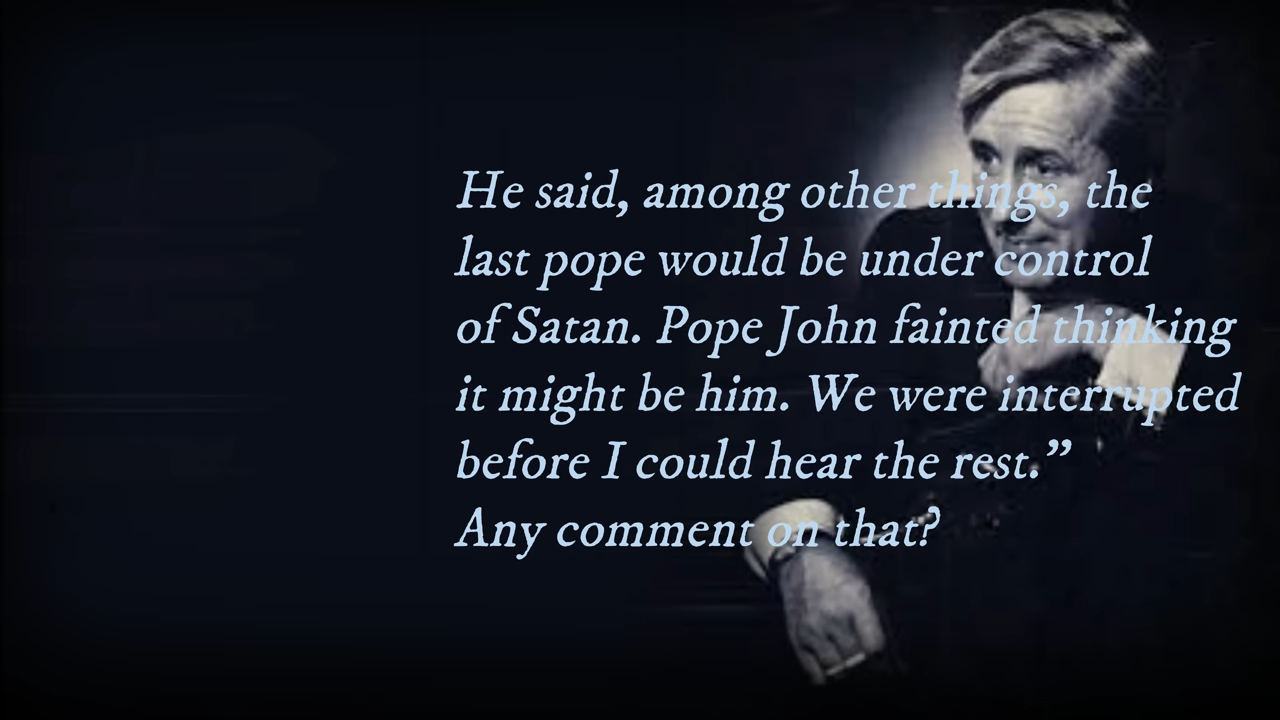 He said, among other things, the
last pope would be under control
of Satan. Pope John fainted thinking
it might be him. We were interrupted
before I could hear the rest.”
Any comment on that?